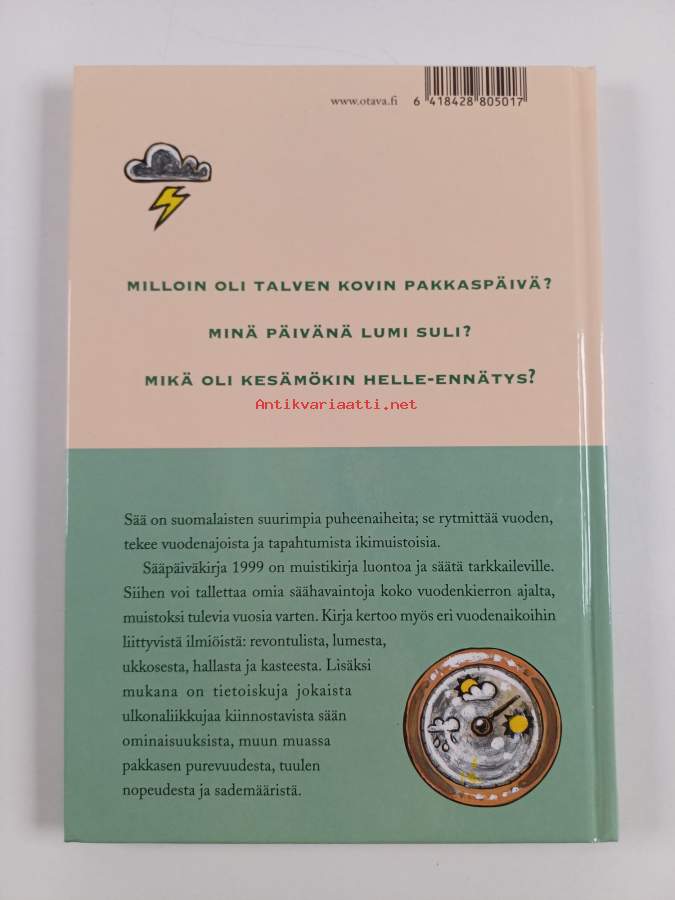 www.otava.fi
6 418428 805017
MILLOIN OLI TALVEN KOVIN PAKKASPÄIVÄ?
MINÄ PÄIVÄNÄ LUMI SULI?
MIKÄ OLI KESÄMÖKIN HELLE-ENNÄTYS?
Antikvariaatti.net
Sää on suomalaisten suurimpia puheenaiheita; se rytmittää vuoden,
tekee vuodenajoista ja tapahtumista ikimuistoisia.
Sääpäiväkirja 1999 on muistikirja luontoa ja säätä tarkkaileville.
Siihen voi tallettaa omia säähavaintoja koko vuodenkierron ajalta,
muistoksi tulevia vuosia varten. Kirja kertoo myös eri vuodenaikoihin
liittyvistä ilmiöistä: revontulista, lumesta,
ukkosesta, hallasta ja kasteesta. Lisäksi
mukana on tietoiskuja jokaista
ulkonaliikkujaa kiinnostavista sään
ominaisuuksista, muun muassa
pakkasen purevuudesta, tuulen
nopeudesta ja sademääristä.